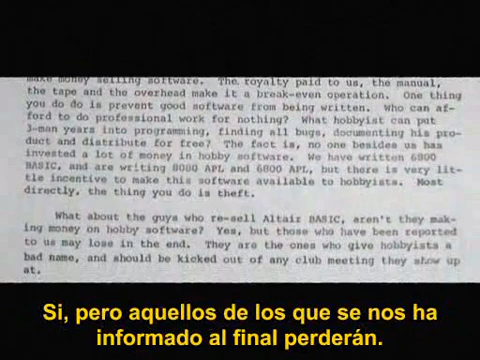 make money selling software.  The royalty paid to us, the manual,
the tape and the overhead make it a break-even operation.  One thing
you do do is prevent good software from being written.  Who can af-
ford to do professional work for nothing?  What hobbyist can put
3-man years into programming, finding all bugs, documenting his pro-
duct and distribute for free?  The fact is, no one besides us has
invested a lot of money in hobby software.  We have written 6800
BASIC, and are writing 8080 APL and 6800 APL, but there is very lit-
tle incentive to make this software available to hobbyists.  Most
directly, the thing you do is theft.
What about the guys who re-sell Altair BASIC, aren't they mak-
ing money on hobby software?  Yes, but those who have been reported
to us may lose in the end.  They are the ones who give hobbyists a
bad name, and should be kicked out of any club meeting they show up
at.
Si, pero aquellos de los que se nos ha
informado al final perderán.